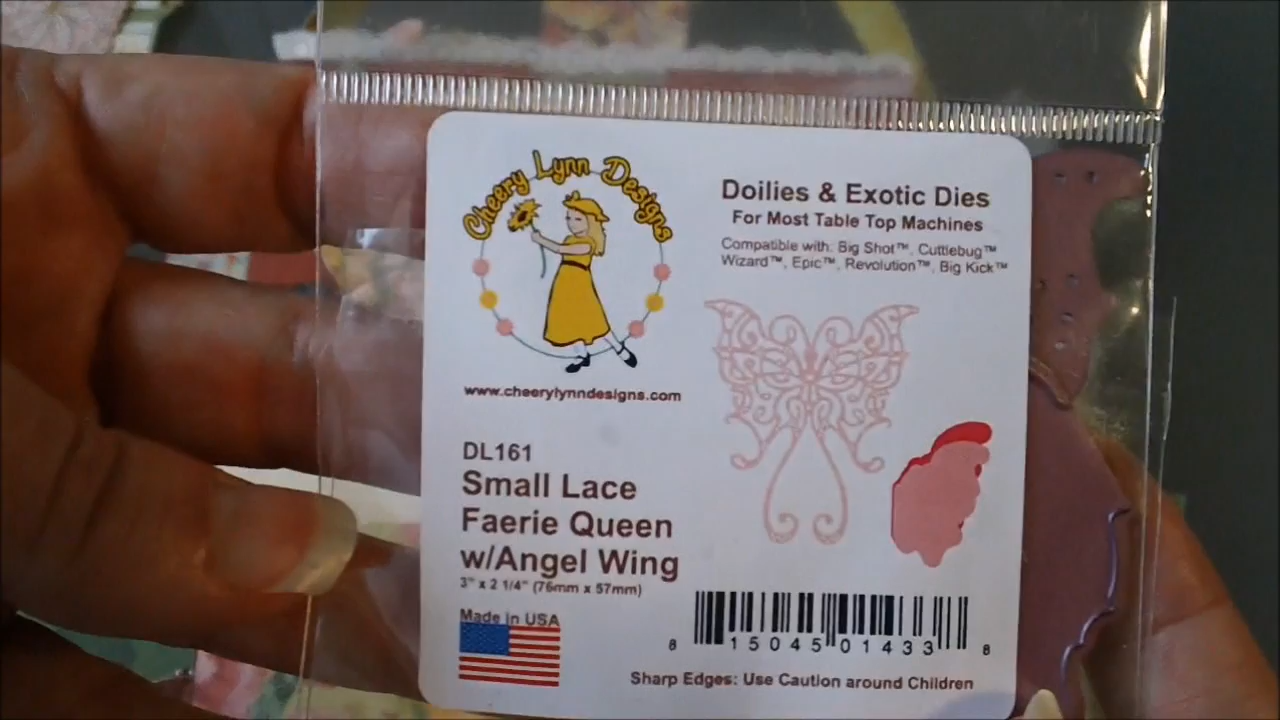 Cheery Lynn Designs
www.cheerylynndesigns.com
DL161
Small Lace
Faerie Queen
w/Angel Wing
3" x 2 1/4" (76mm x 57mm)
Made in USA
Doilies & Exotic Dies
For Most Table Top Machines
Compatible with: Big Shot™, Cuttlebug™
Wizard™, Epic™, Revolution™, Big Kick™
8 15045 01433 8
Sharp Edges: Use Caution around Children